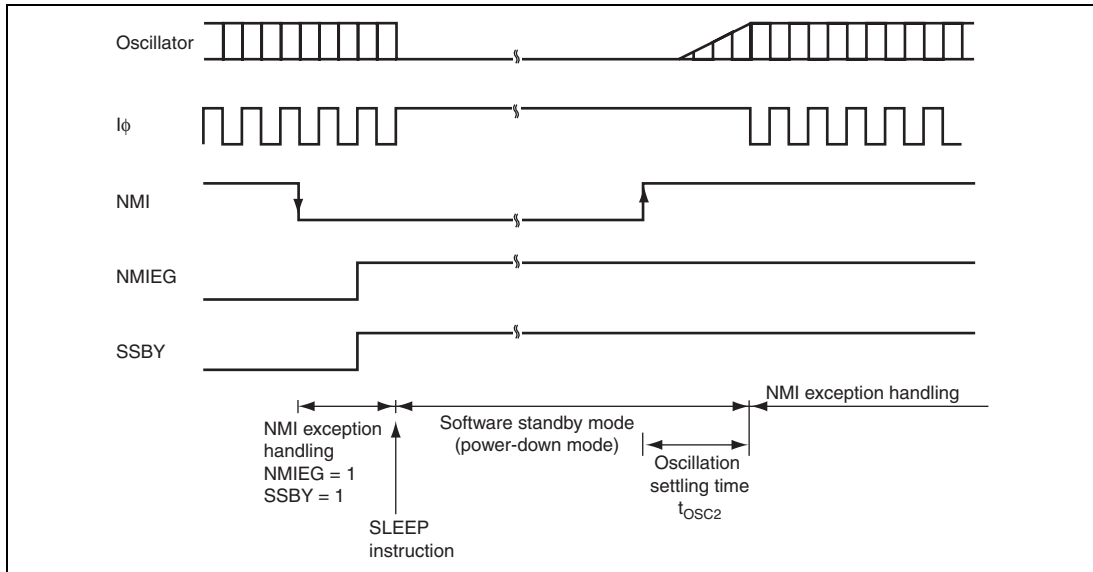 Oscillator
Iϕ
NMI
NMIEG
SSBY
NMI exception handling
NMI exception
handling
NMIEG = 1
SSBY = 1
Software standby mode
(power-down mode)
Oscillation
settling time
tOSC2
SLEEP
instruction